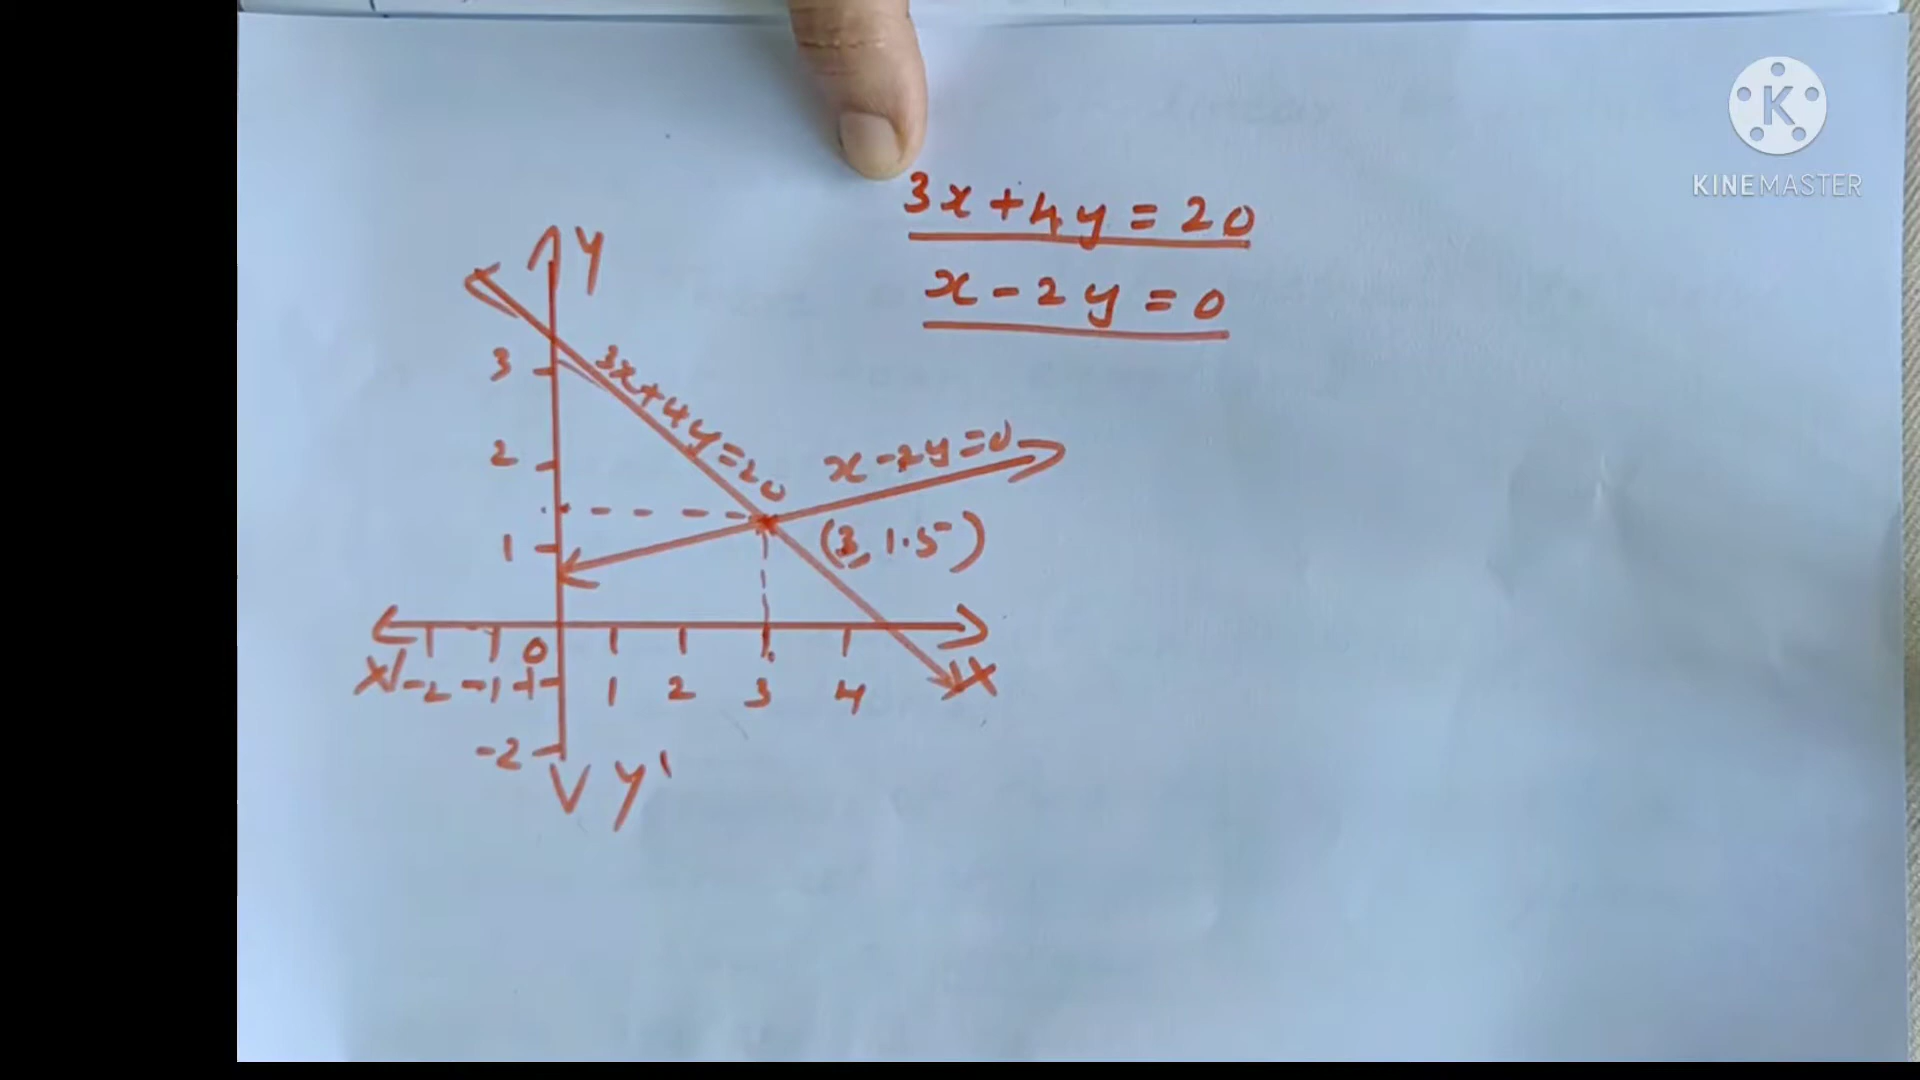 KINEMASTER
3x+4y=20
x-2y=0
Y
3
3x+4y=20
2
x-2y=0
1
(3, 1.5)
0
X' -2 -1 -1 1 2 3 4 X
-2
Y'